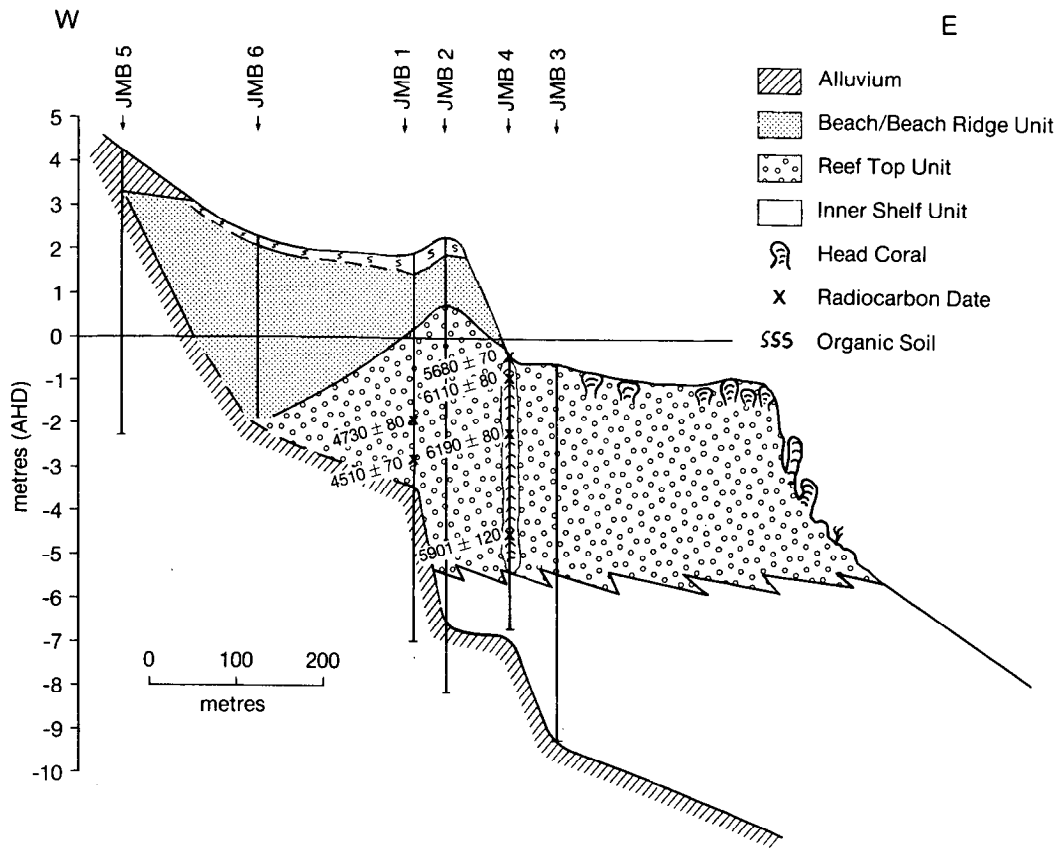 W
E
JMB 5
JMB 6
JMB 1
JMB 2
JMB 4
JMB 3
Alluvium
Beach/Beach Ridge Unit
Reef Top Unit
Inner Shelf Unit
Head Coral
Radiocarbon Date
Organic Soil
metres (AHD)
5
4
3
2
1
0
-1
-2
-3
-4
-5
-6
-7
-8
-9
-10
5680 ± 70
6110 ± 80
4730 ± 80
6190 ± 80
4510 ± 70
5901 ± 120
0 100 200
metres